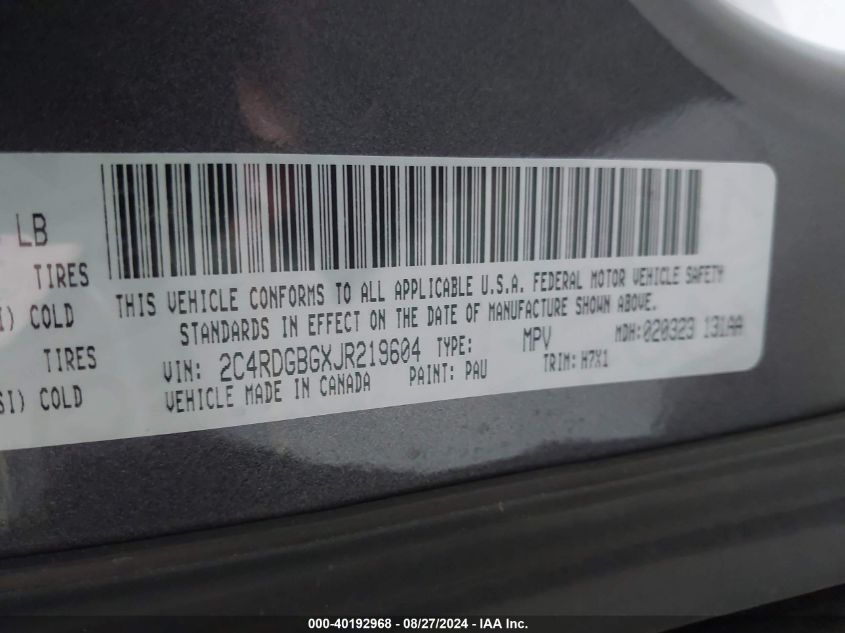 LB
TIRES
I) COLD
TIRES
SI) COLD
THIS VEHICLE CONFORMS TO ALL APPLICABLE U.S.A. FEDERAL MOTOR VEHICLE SAFETY
STANDARDS IN EFFECT ON THE DATE OF MANUFACTURE SHOWN ABOVE.
VIN: 2C4RDGBGXJR219604 TYPE: MPV MDH:020323 131AA
VEHICLE MADE IN CANADA PAINT: PAU TRIM: H7X1
000-40192968 - 08/27/2024 - IAA Inc.